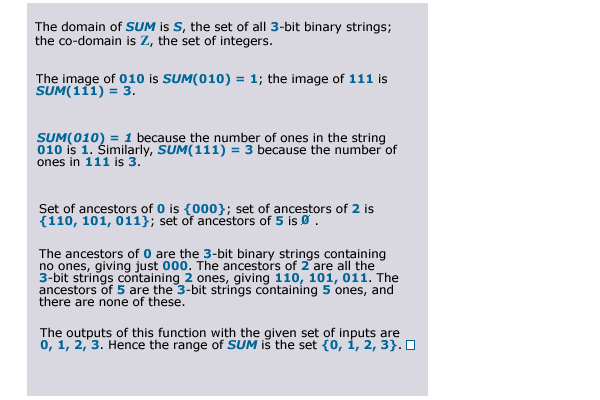 The domain of SUM is S, the set of all 3-bit binary strings;
the co-domain is ℤ, the set of integers.
The image of 010 is SUM(010) = 1; the image of 111 is
SUM(111) = 3.
SUM(010) = 1 because the number of ones in the string
010 is 1. Similarly, SUM(111) = 3 because the number of
ones in 111 is 3.
Set of ancestors of 0 is {000}; set of ancestors of 2 is
{110, 101, 011}; set of ancestors of 5 is Ø .
The ancestors of 0 are the 3-bit binary strings containing
no ones, giving just 000. The ancestors of 2 are all the
3-bit strings containing 2 ones, giving 110, 101, 011. The
ancestors of 5 are the 3-bit strings containing 5 ones, and
there are none of these.
The outputs of this function with the given set of inputs are
0, 1, 2, 3. Hence the range of SUM is the set {0, 1, 2, 3}. □